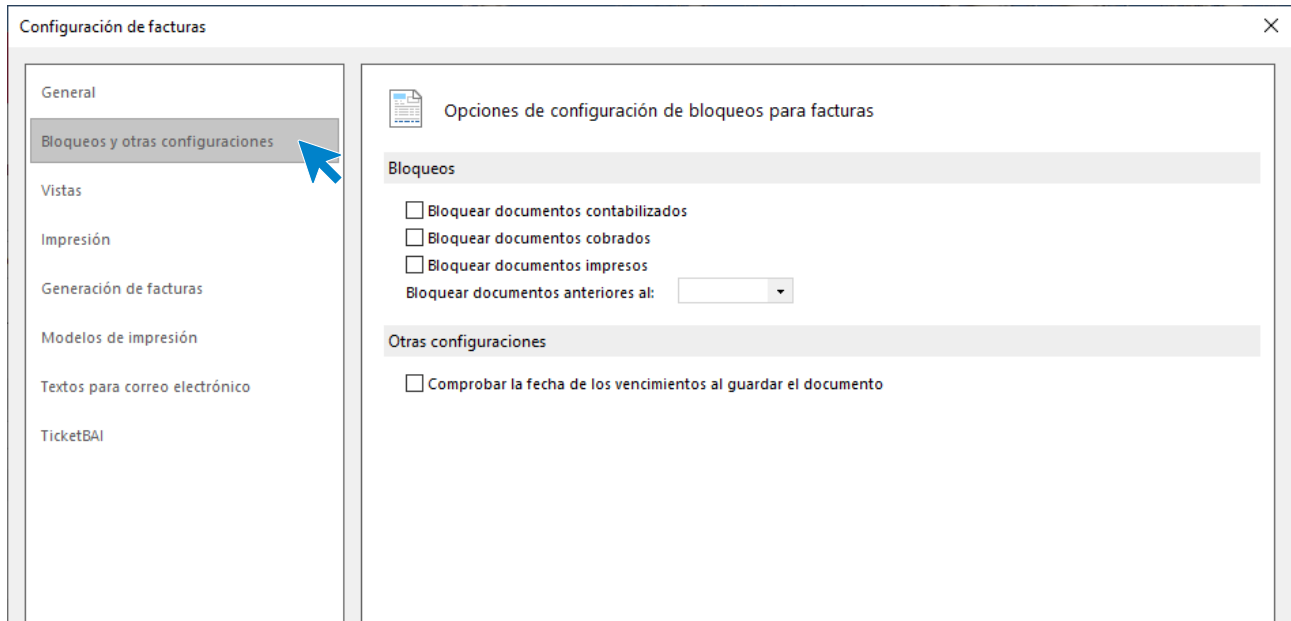 Configuración de facturas
General
Bloqueos y otras configuraciones
Vistas
Impresión
Generación de facturas
Modelos de impresión
Textos para correo electrónico
TicketBAI
Opciones de configuración de bloqueos para facturas
Bloqueos
Bloquear documentos contabilizados
Bloquear documentos cobrados
Bloquear documentos impresos
Bloquear documentos anteriores al:
Otras configuraciones
Comprobar la fecha de los vencimientos al guardar el documento